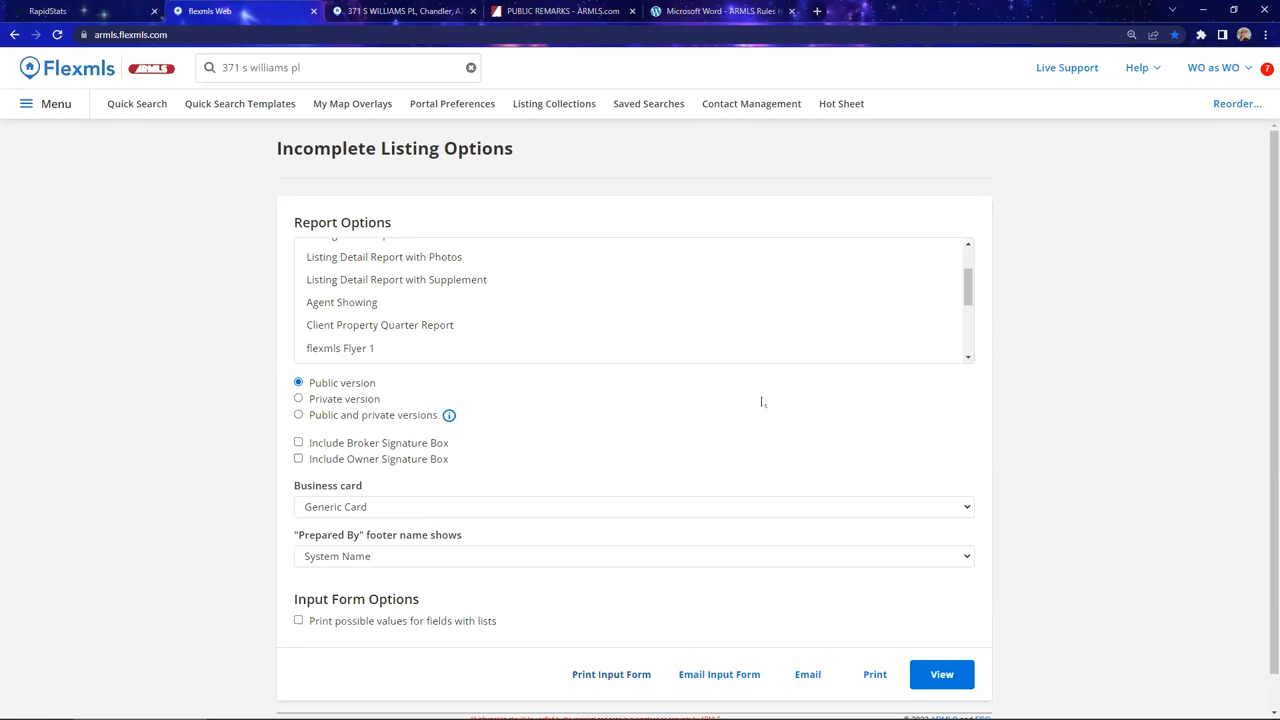 RapidStats
flexmls Web
371 S WILLIAMS PL, Chandler, AZ
PUBLIC REMARKS - ARMLS.com
Microsoft Word - ARMLS Rules
armls.flexmls.com
Flexmls ARMLS
371 s williams pl
Live Support Help WO as WO 7
Menu Quick Search Quick Search Templates My Map Overlays Portal Preferences Listing Collections Saved Searches Contact Management Hot Sheet Reorder...
Incomplete Listing Options
Report Options
Listing Detail Report with Photos
Listing Detail Report with Supplement
Agent Showing
Client Property Quarter Report
flexmls Flyer 1
Public version
Private version
Public and private versions
Include Broker Signature Box
Include Owner Signature Box
Business card
Generic Card
"Prepared By" footer name shows
System Name
Input Form Options
Print possible values for fields with lists
Print Input Form Email Input Form Email Print View